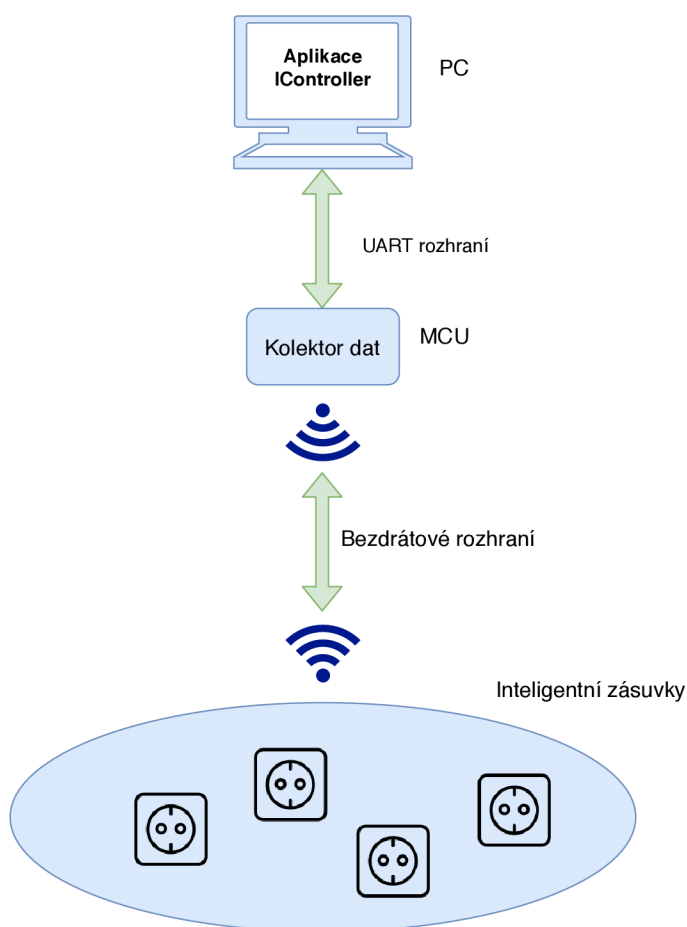 Aplikace
IController
PC
UART rozhraní
Kolektor dat
MCU
Bezdrátové rozhraní
Inteligentní zásuvky